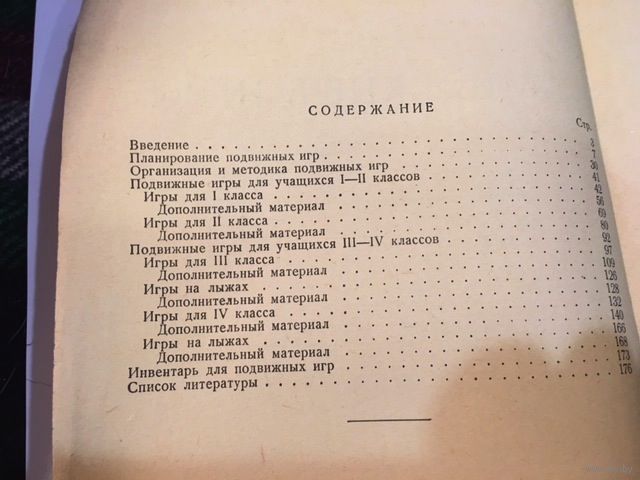 СОДЕРЖАНИЕ
Стр.
Введение . . . 3
Планирование подвижных игр . . . 7
Организация и методика подвижных игр . . . 30
Подвижные игры для учащихся I—II классов . . . 41
Игры для I класса . . . 42
Дополнительный материал . . . 56
Игры для II класса . . . 69
Дополнительный материал . . . 80
Подвижные игры для учащихся III—IV классов . . . 92
Игры для III класса . . . 97
Дополнительный материал . . . 109
Игры на лыжах . . . 126
Дополнительный материал . . . 128
Игры для IV класса . . . 132
Дополнительный материал . . . 140
Игры на лыжах . . . 166
Дополнительный материал . . . 168
Инвентарь для подвижных игр . . . 173
Список литературы . . . 176